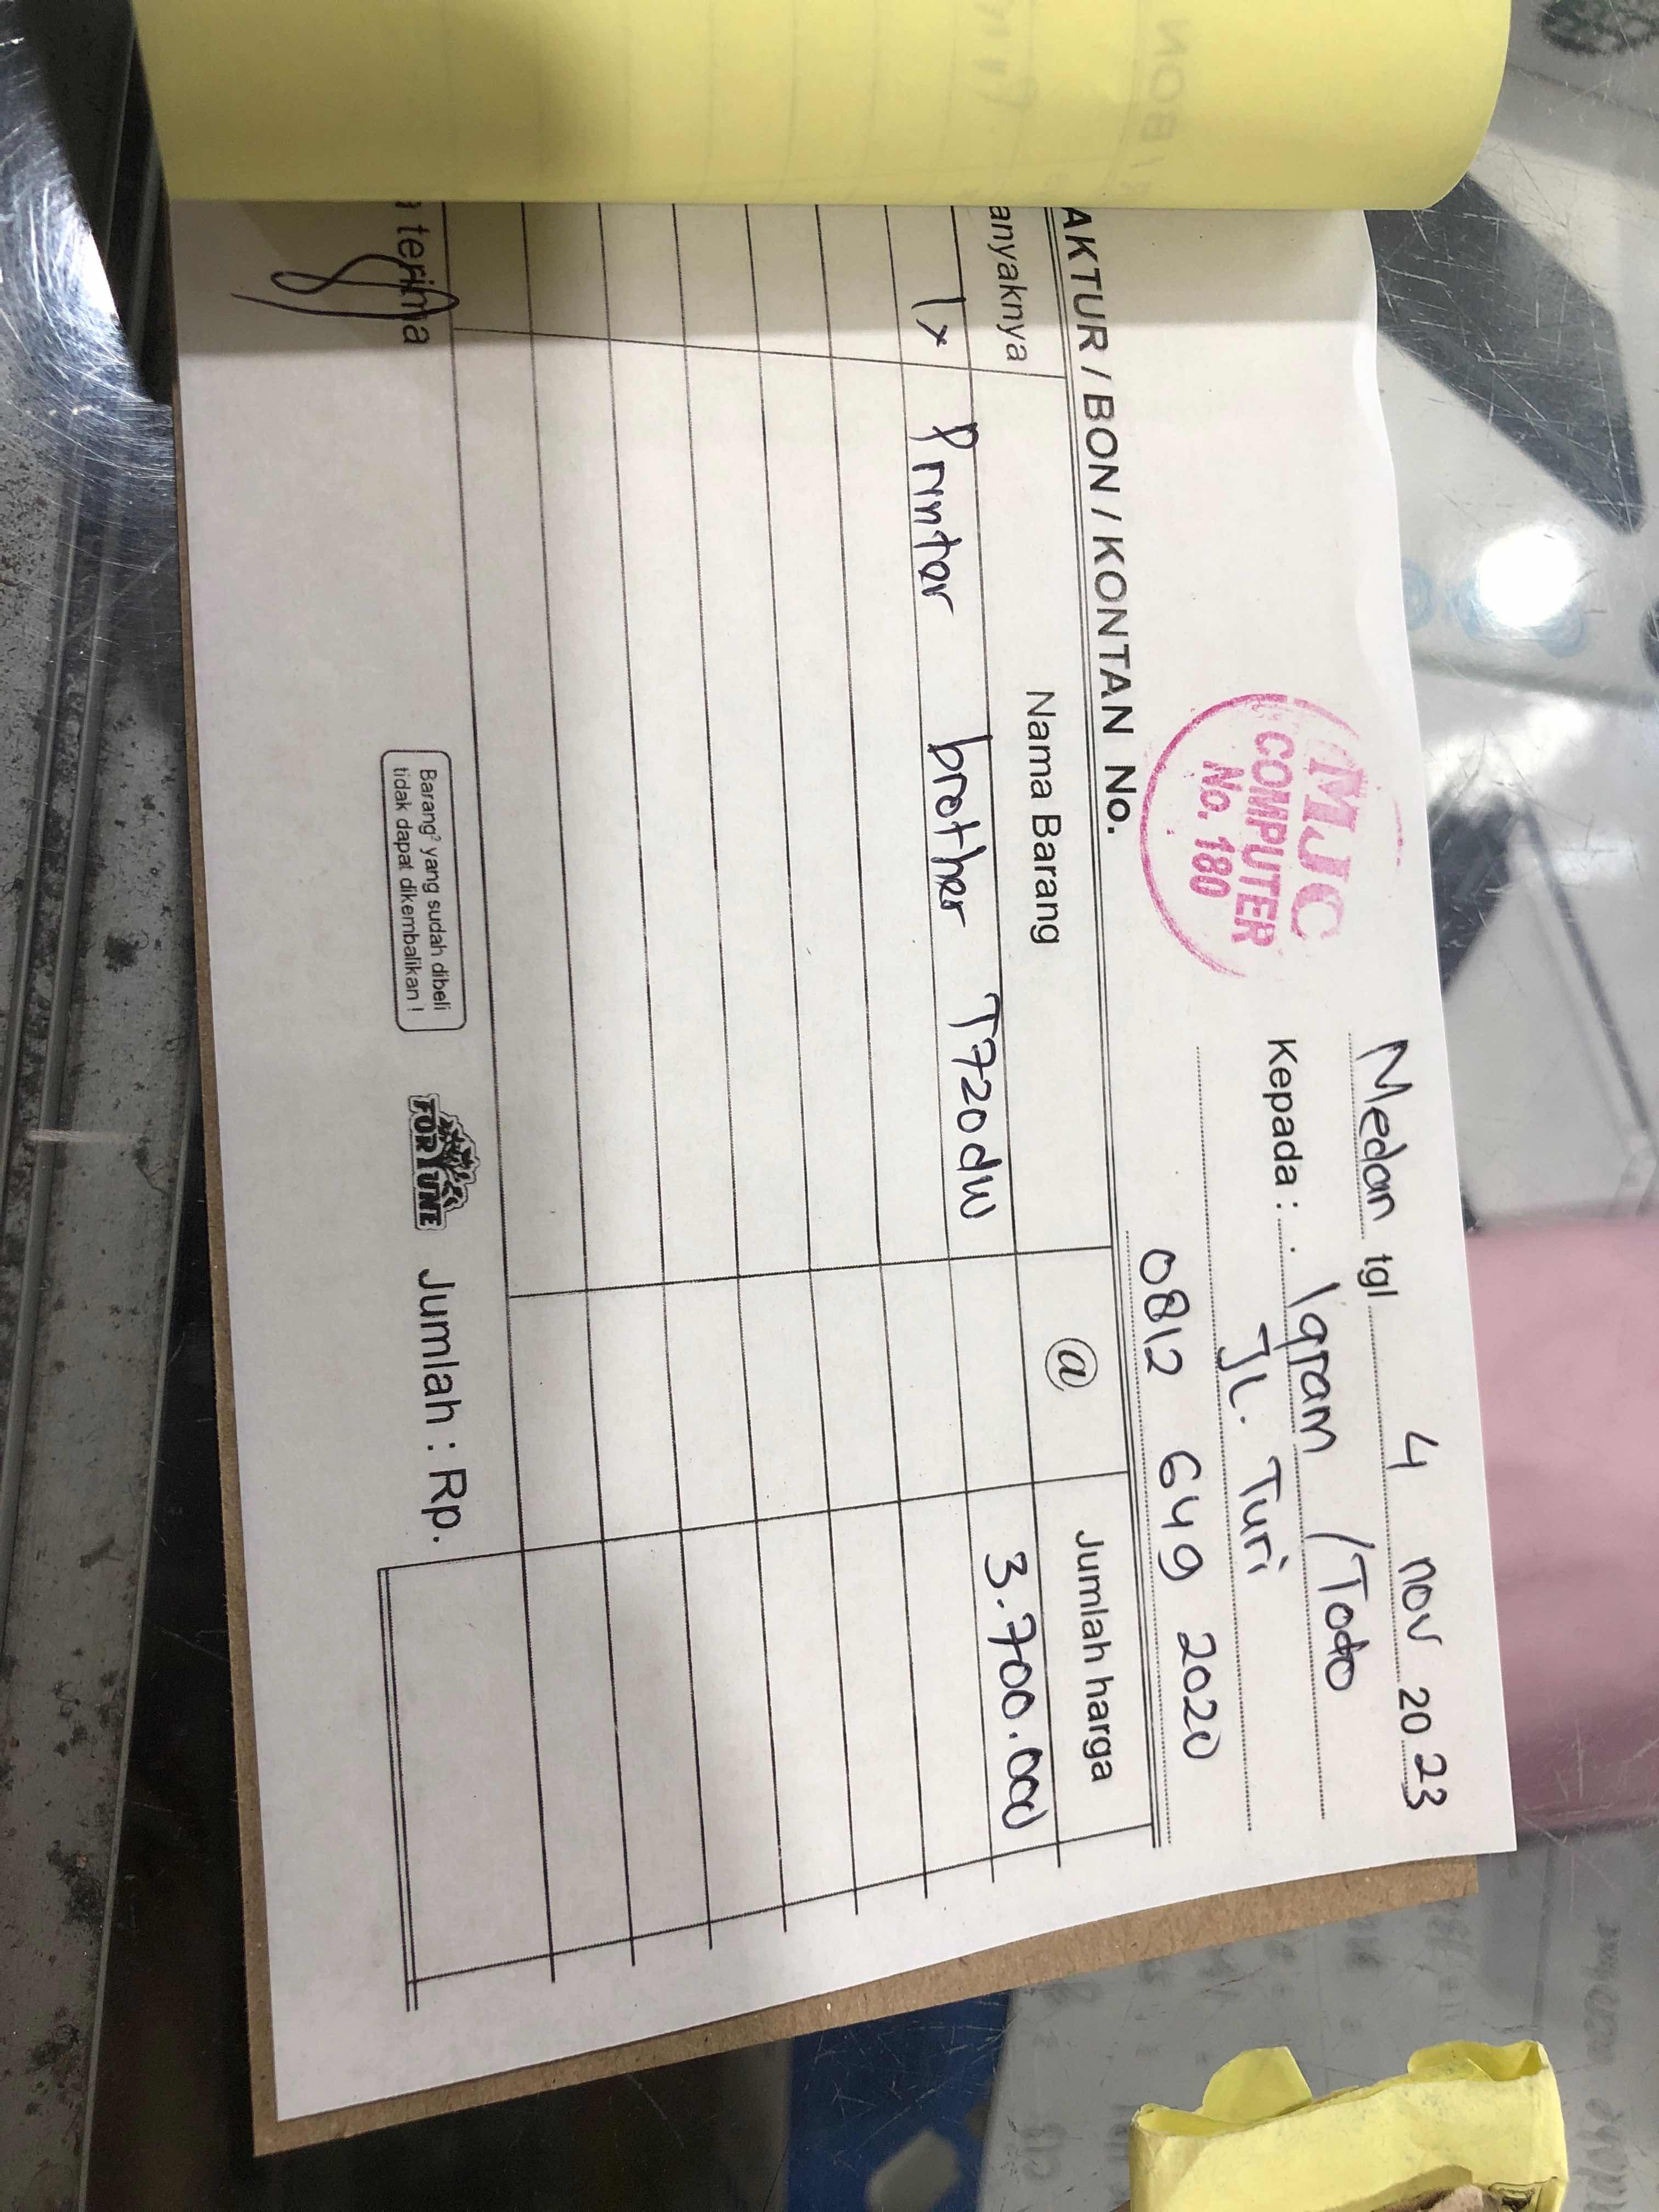 Medan tgl 4 nov 2023
MJC
COMPUTER
No. 180
Kepada : Iqram / Todo
Jl. Turi
0812 649 2020
AKTUR / BON / KONTAN No.
anyaknya Nama Barang @ Jumlah harga
1x Printer brother T720dw 3.700.000
terima
Barang² yang sudah dibeli
tidak dapat dikembalikan !
FORTUNE
Jumlah : Rp.